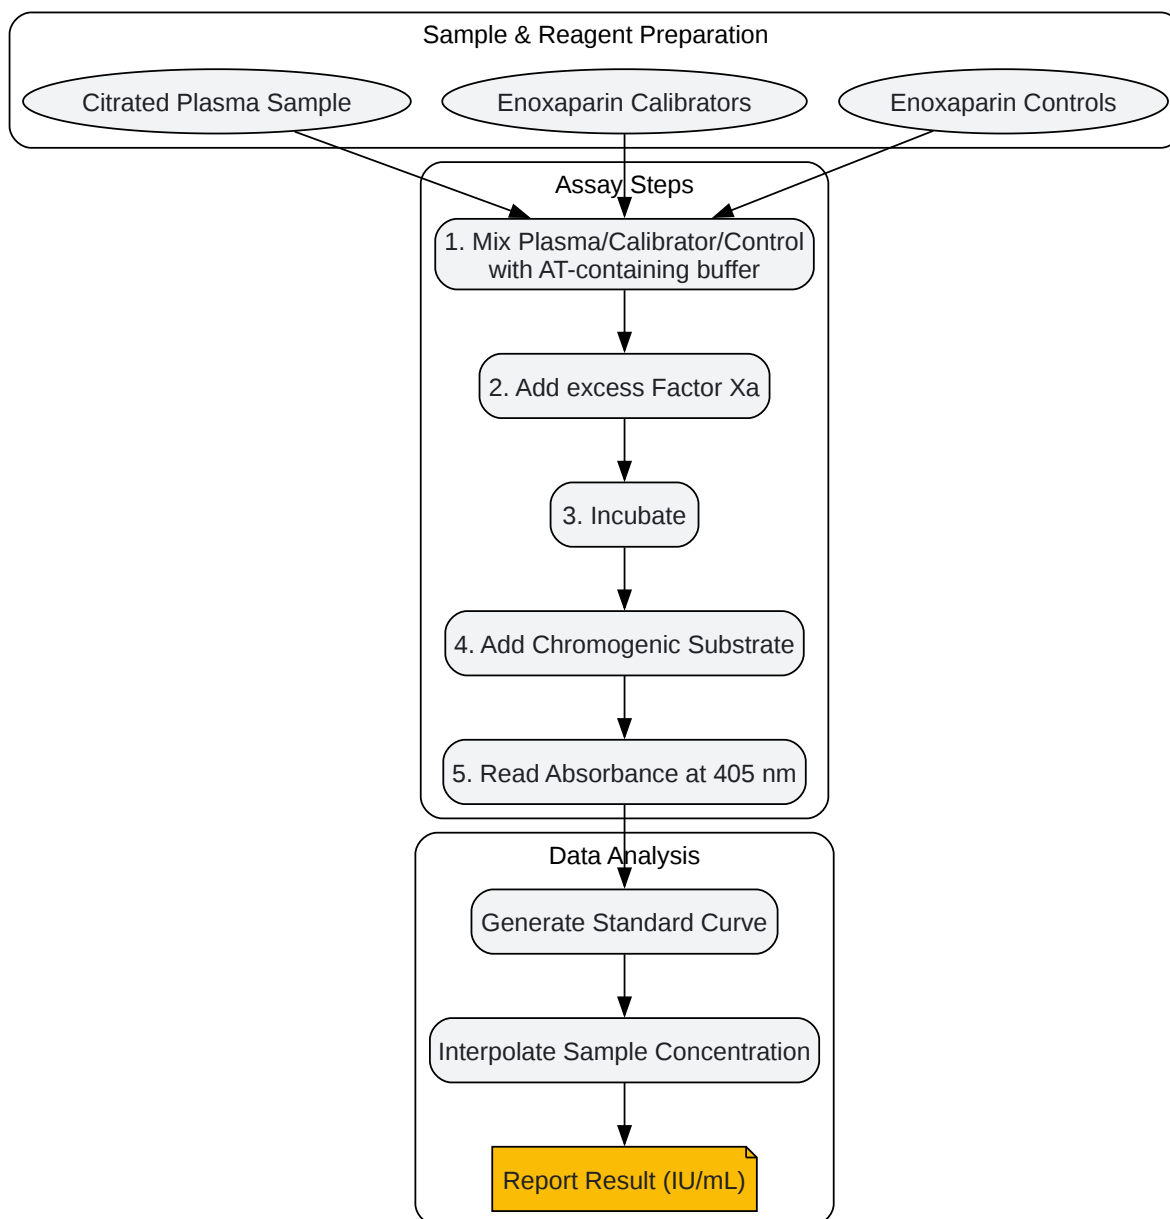 Sample & Reagent Preparation
Citrated Plasma Sample
Enoxaparin Calibrators
Enoxaparin Controls
Assay Steps
1. Mix Plasma/Calibrator/Control
with AT-containing buffer
2. Add excess Factor Xa
3. Incubate
4. Add Chromogenic Substrate
5. Read Absorbance at 405 nm
Data Analysis
Generate Standard Curve
Interpolate Sample Concentration
Report Result (IU/mL)